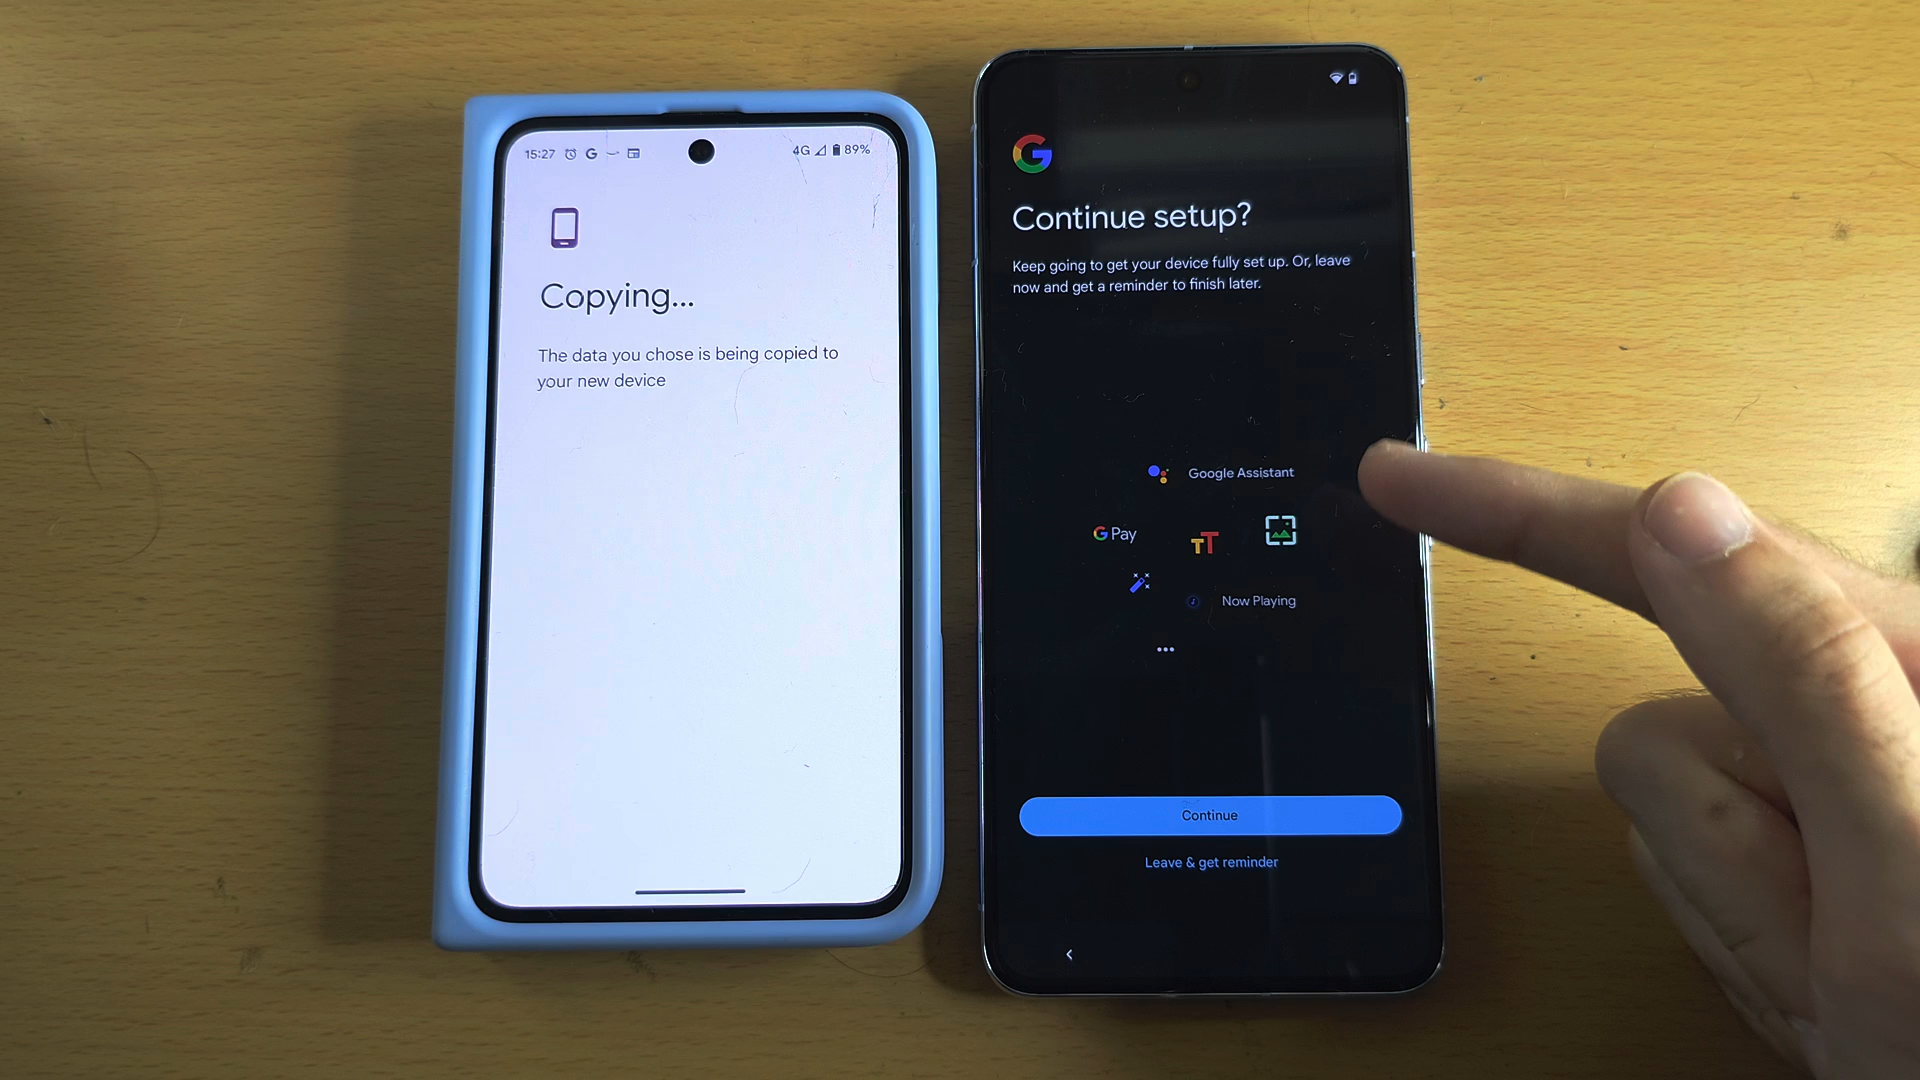 15:27
4G 89%
Copying...
The data you chose is being copied to
your new device
Continue setup?
Keep going to get your device fully set up. Or, leave
now and get a reminder to finish later.
Google Assistant
G Pay
TT
Now Playing
Continue
Leave & get reminder